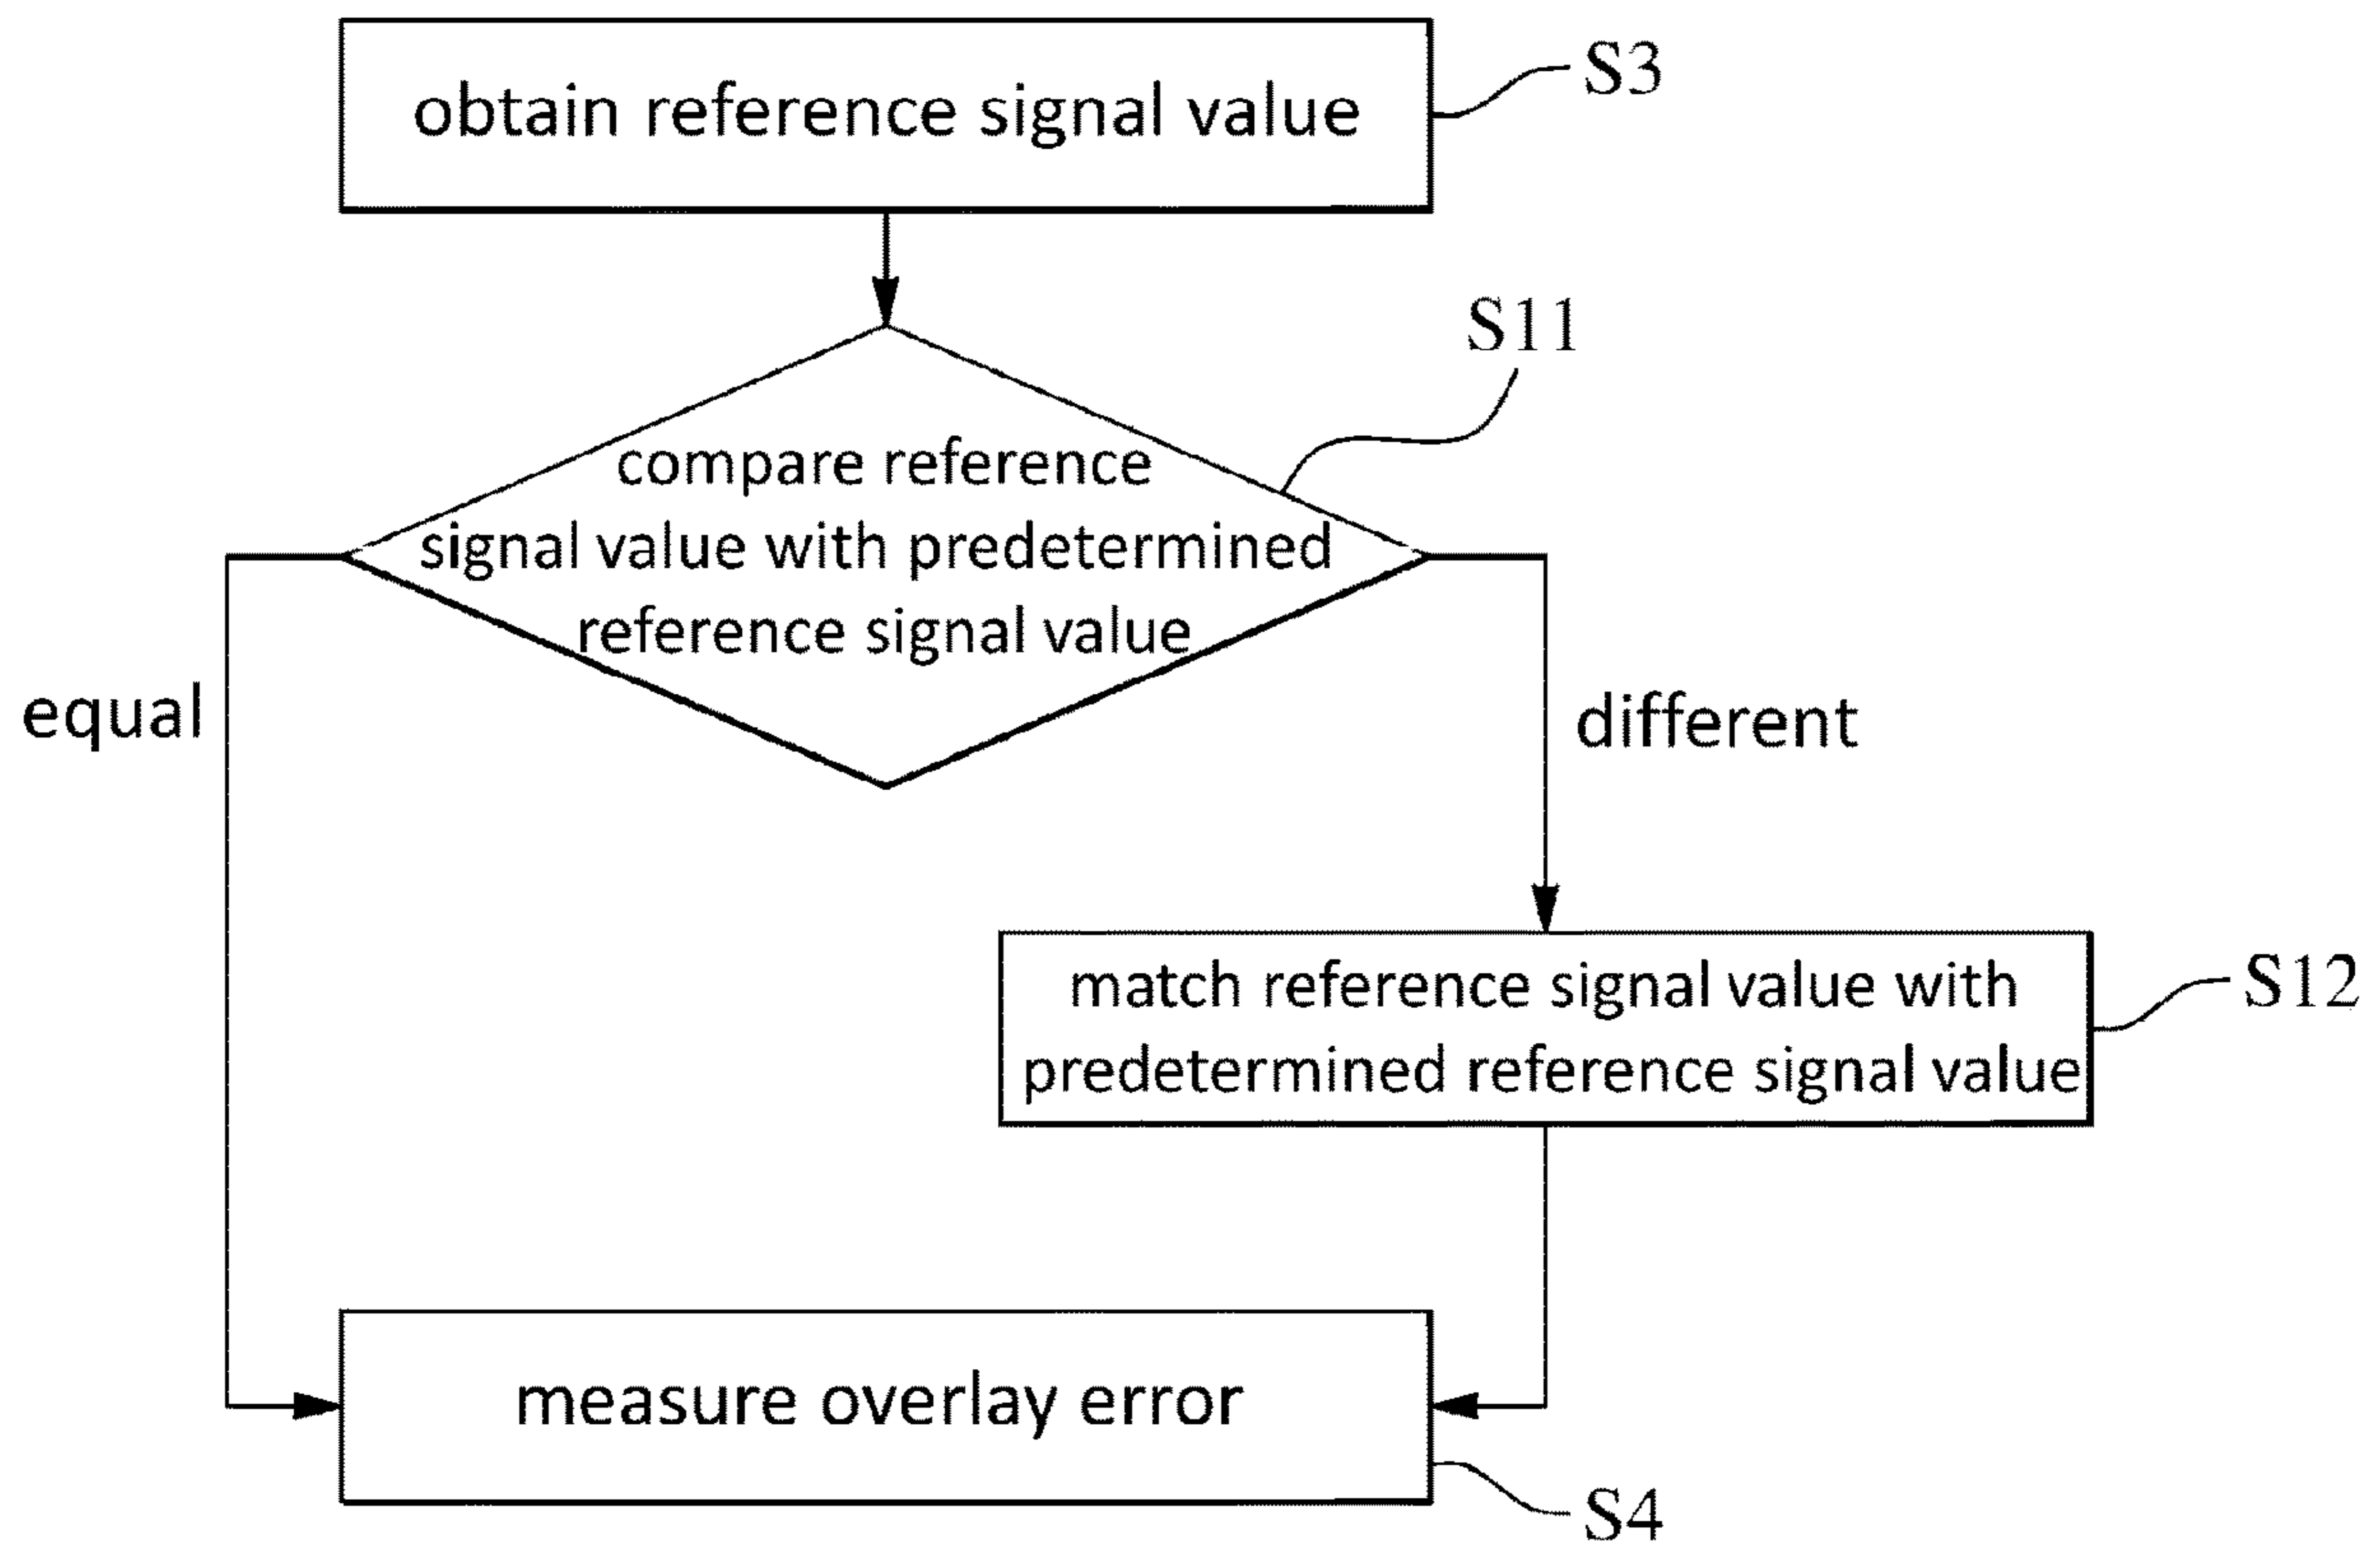 obtain reference signal value
S3
S11
compare reference
signal value with predetermined
reference signal value
equal
different
match reference signal value with
predetermined reference signal value
S12
measure overlay error
S4